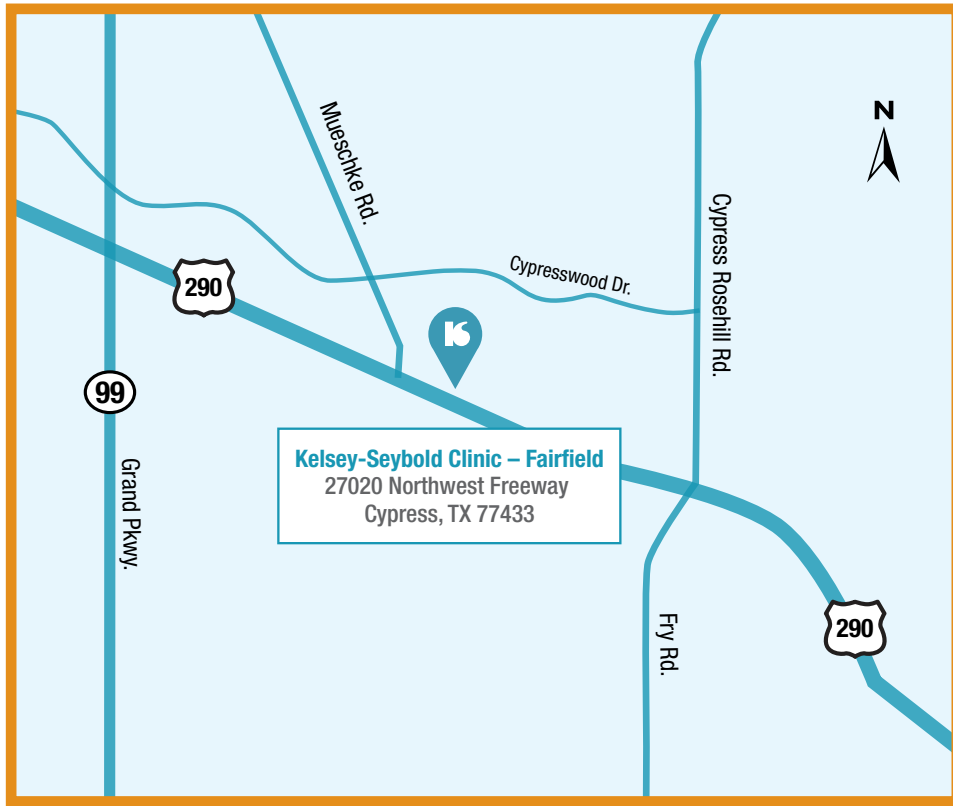 N
Mueschke Rd.
Cypress Rosehill Rd.
Cypresswood Dr.
290
99
Grand Pkwy.
Kelsey-Seybold Clinic – Fairfield
27020 Northwest Freeway
Cypress, TX 77433
Fry Rd.
290